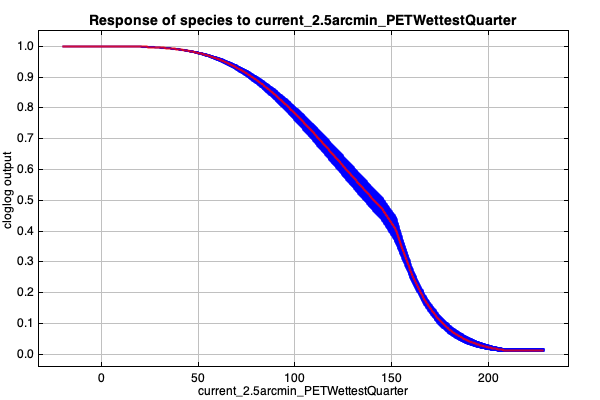 Response of species to current_2.5arcmin_PETWettestQuarter
1.0
0.9
0.8
0.7
0.6
0.5
0.4
0.3
0.2
0.1
0.0
cloglog output
0 50 100 150 200
current_2.5arcmin_PETWettestQuarter